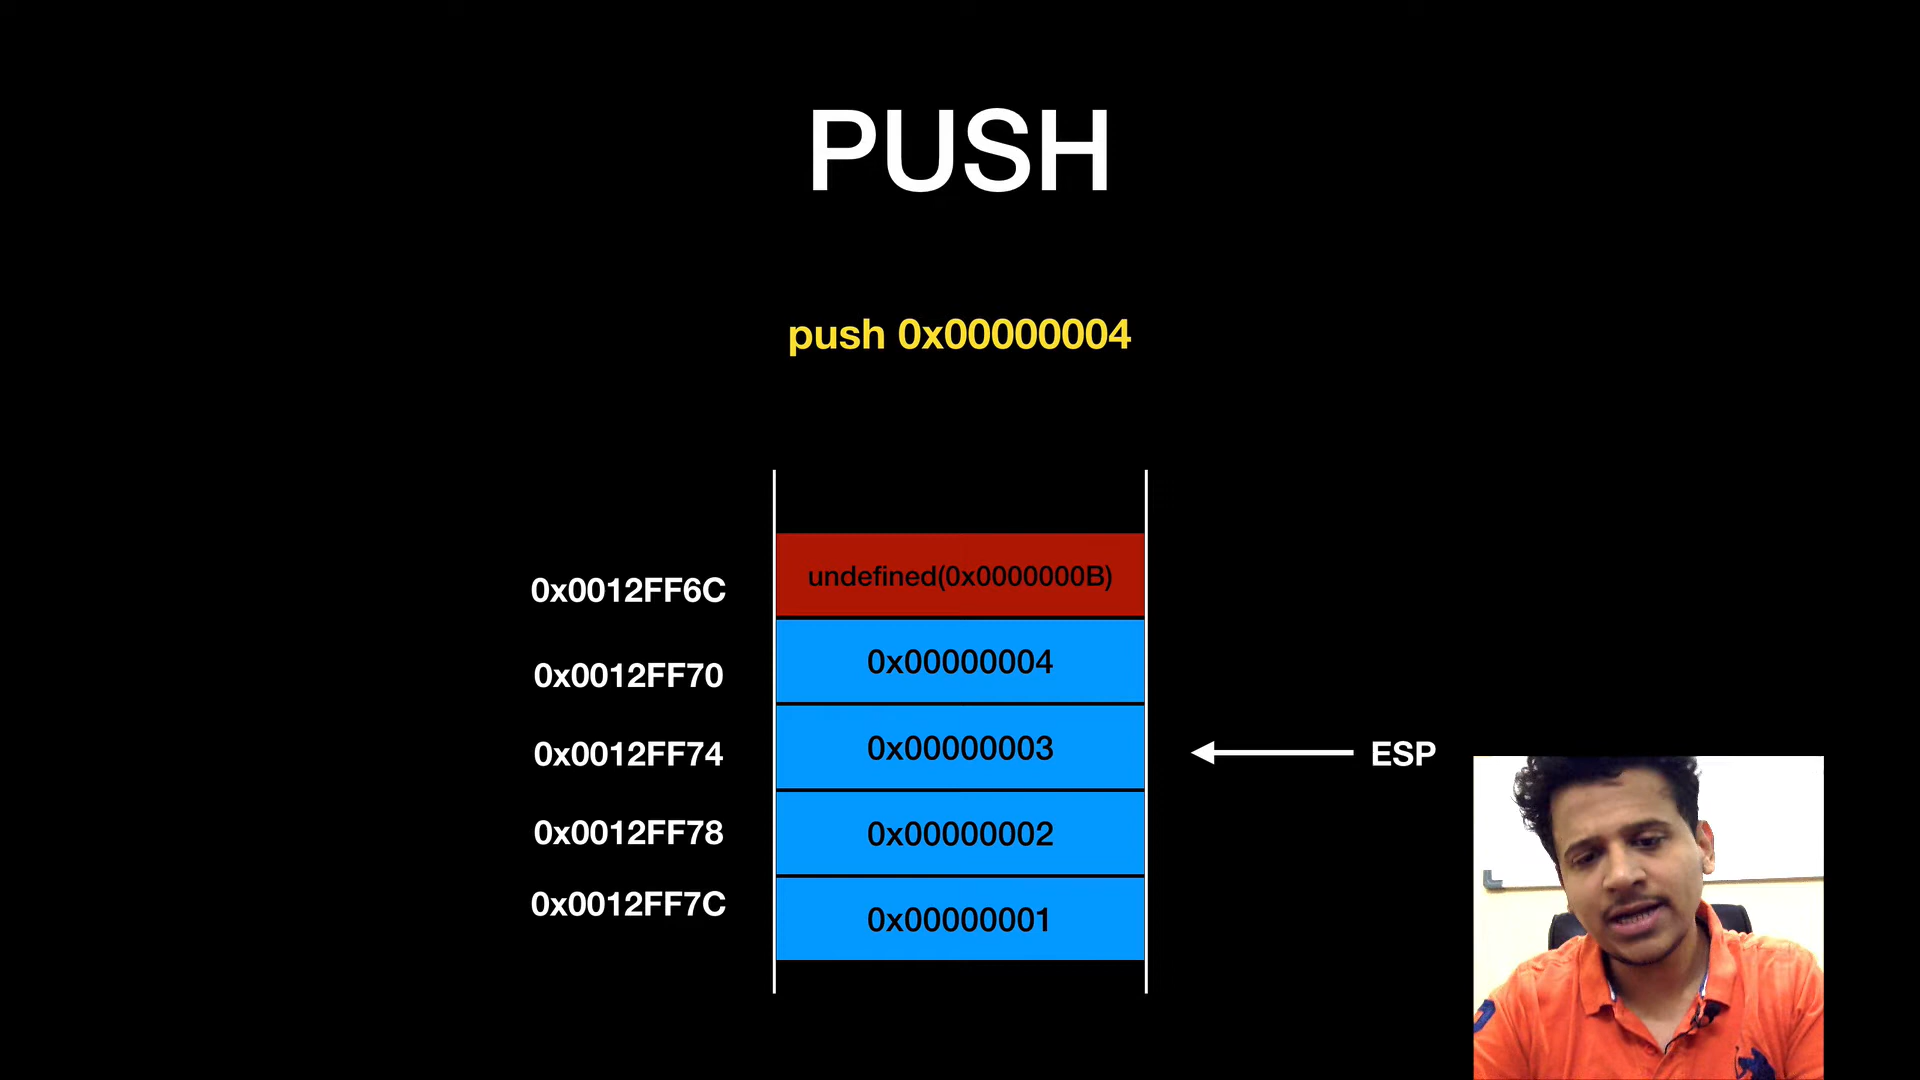 PUSH
push 0x00000004
0x0012FF6C undefined(0x0000000B)
0x0012FF70 0x00000004
0x0012FF74 0x00000003 ESP
0x0012FF78 0x00000002
0x0012FF7C 0x00000001